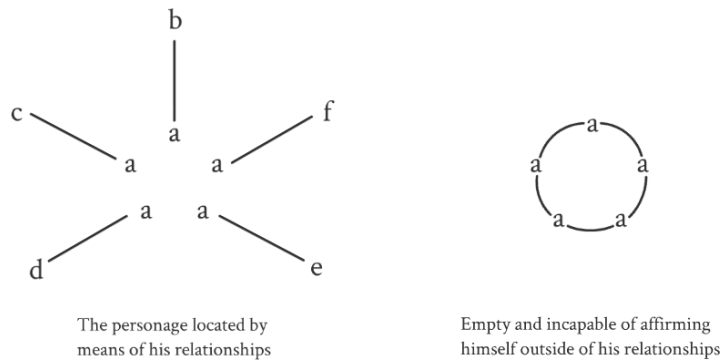 b
c
f
a
a
a
a
a
a
a
a
a
a
d
e
The personage located by
means of his relationships
Empty and incapable of affirming
himself outside of his relationships